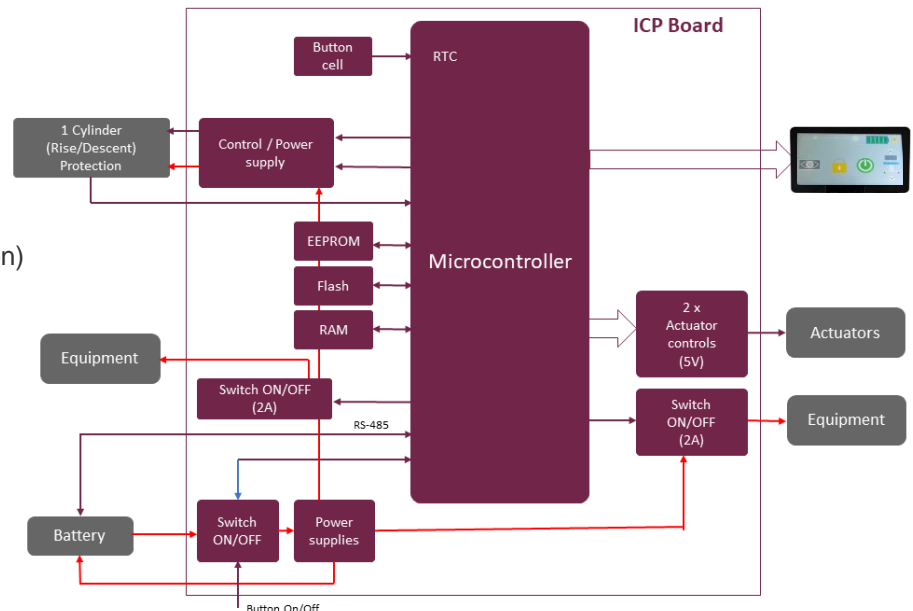 ICP Board
Button
cell
RTC
1 Cylinder
(Rise/Descent)
Protection
Control / Power
supply
n)
EEPROM
Microcontroller
Flash
RAM
2 x
Actuator
controls
(5V)
Actuators
Equipment
Switch ON/OFF
(2A)
Switch
ON/OFF
(2A)
Equipment
RS-485
Battery
Switch
ON/OFF
Power
supplies
Button On/Off